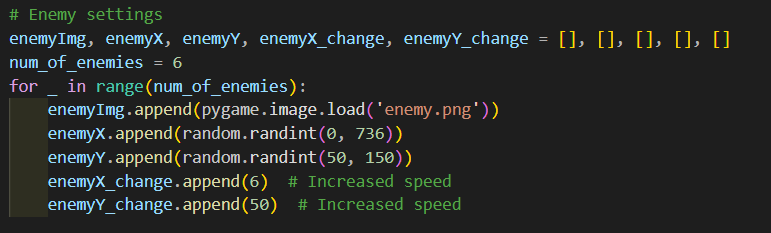 # Enemy settings
enemyImg, enemyX, enemyY, enemyX_change, enemyY_change = [], [], [], [], []
num_of_enemies = 6
for _ in range(num_of_enemies):
    enemyImg.append(pygame.image.load('enemy.png'))
    enemyX.append(random.randint(0, 736))
    enemyY.append(random.randint(50, 150))
    enemyX_change.append(6)  # Increased speed
    enemyY_change.append(50)  # Increased speed